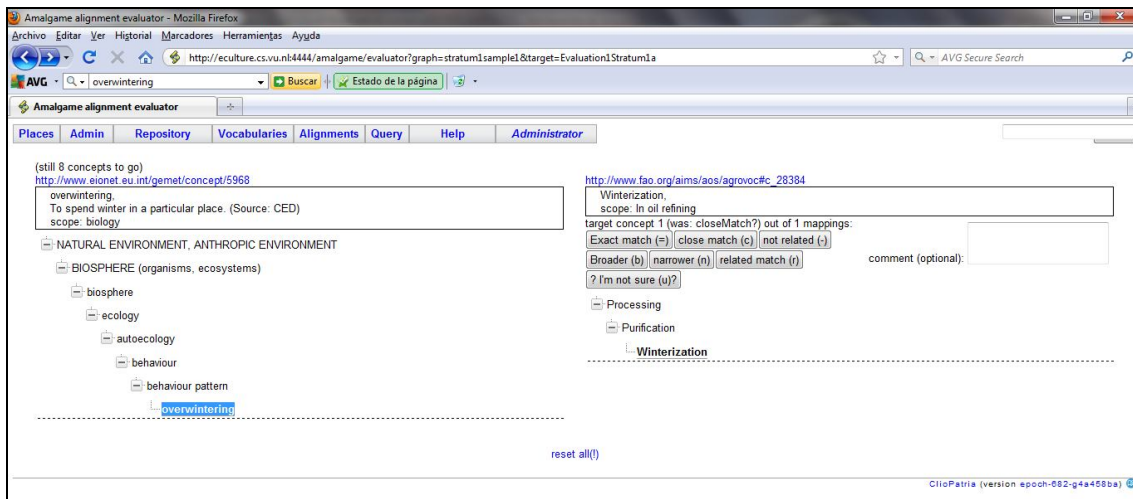 Amalgame alignment evaluator - Mozilla Firefox
Archivo Editar Ver Historial Marcadores Herramientas Ayuda
http://eculture.cs.vu.nl:4444/amalgame/evaluator?graph=stratum1sample1&target=Evaluation1Stratum1a
AVG Secure Search
AVG overwintering Buscar Estado de la página
Amalgame alignment evaluator
Places Admin Repository Vocabularies Alignments Query Help Administrator
(still 8 concepts to go)
http://www.eionet.eu.int/gemet/concept/5968
overwintering,
To spend winter in a particular place. (Source: CED)
scope: biology
NATURAL ENVIRONMENT, ANTHROPIC ENVIRONMENT
BIOSPHERE (organisms, ecosystems)
biosphere
ecology
autoecology
behaviour
behaviour pattern
overwintering
http://www.fao.org/aims/aos/agrovoc#c_28384
Winterization,
scope: In oil refining
target concept 1 (was: closeMatch?) out of 1 mappings:
Exact match (=) close match (c) not related (-)
Broader (b) narrower (n) related match (r)
comment (optional):
? I'm not sure (u)?
Processing
Purification
Winterization
reset all(!)
ClioPatria (version epoch-682-g4a458ba)